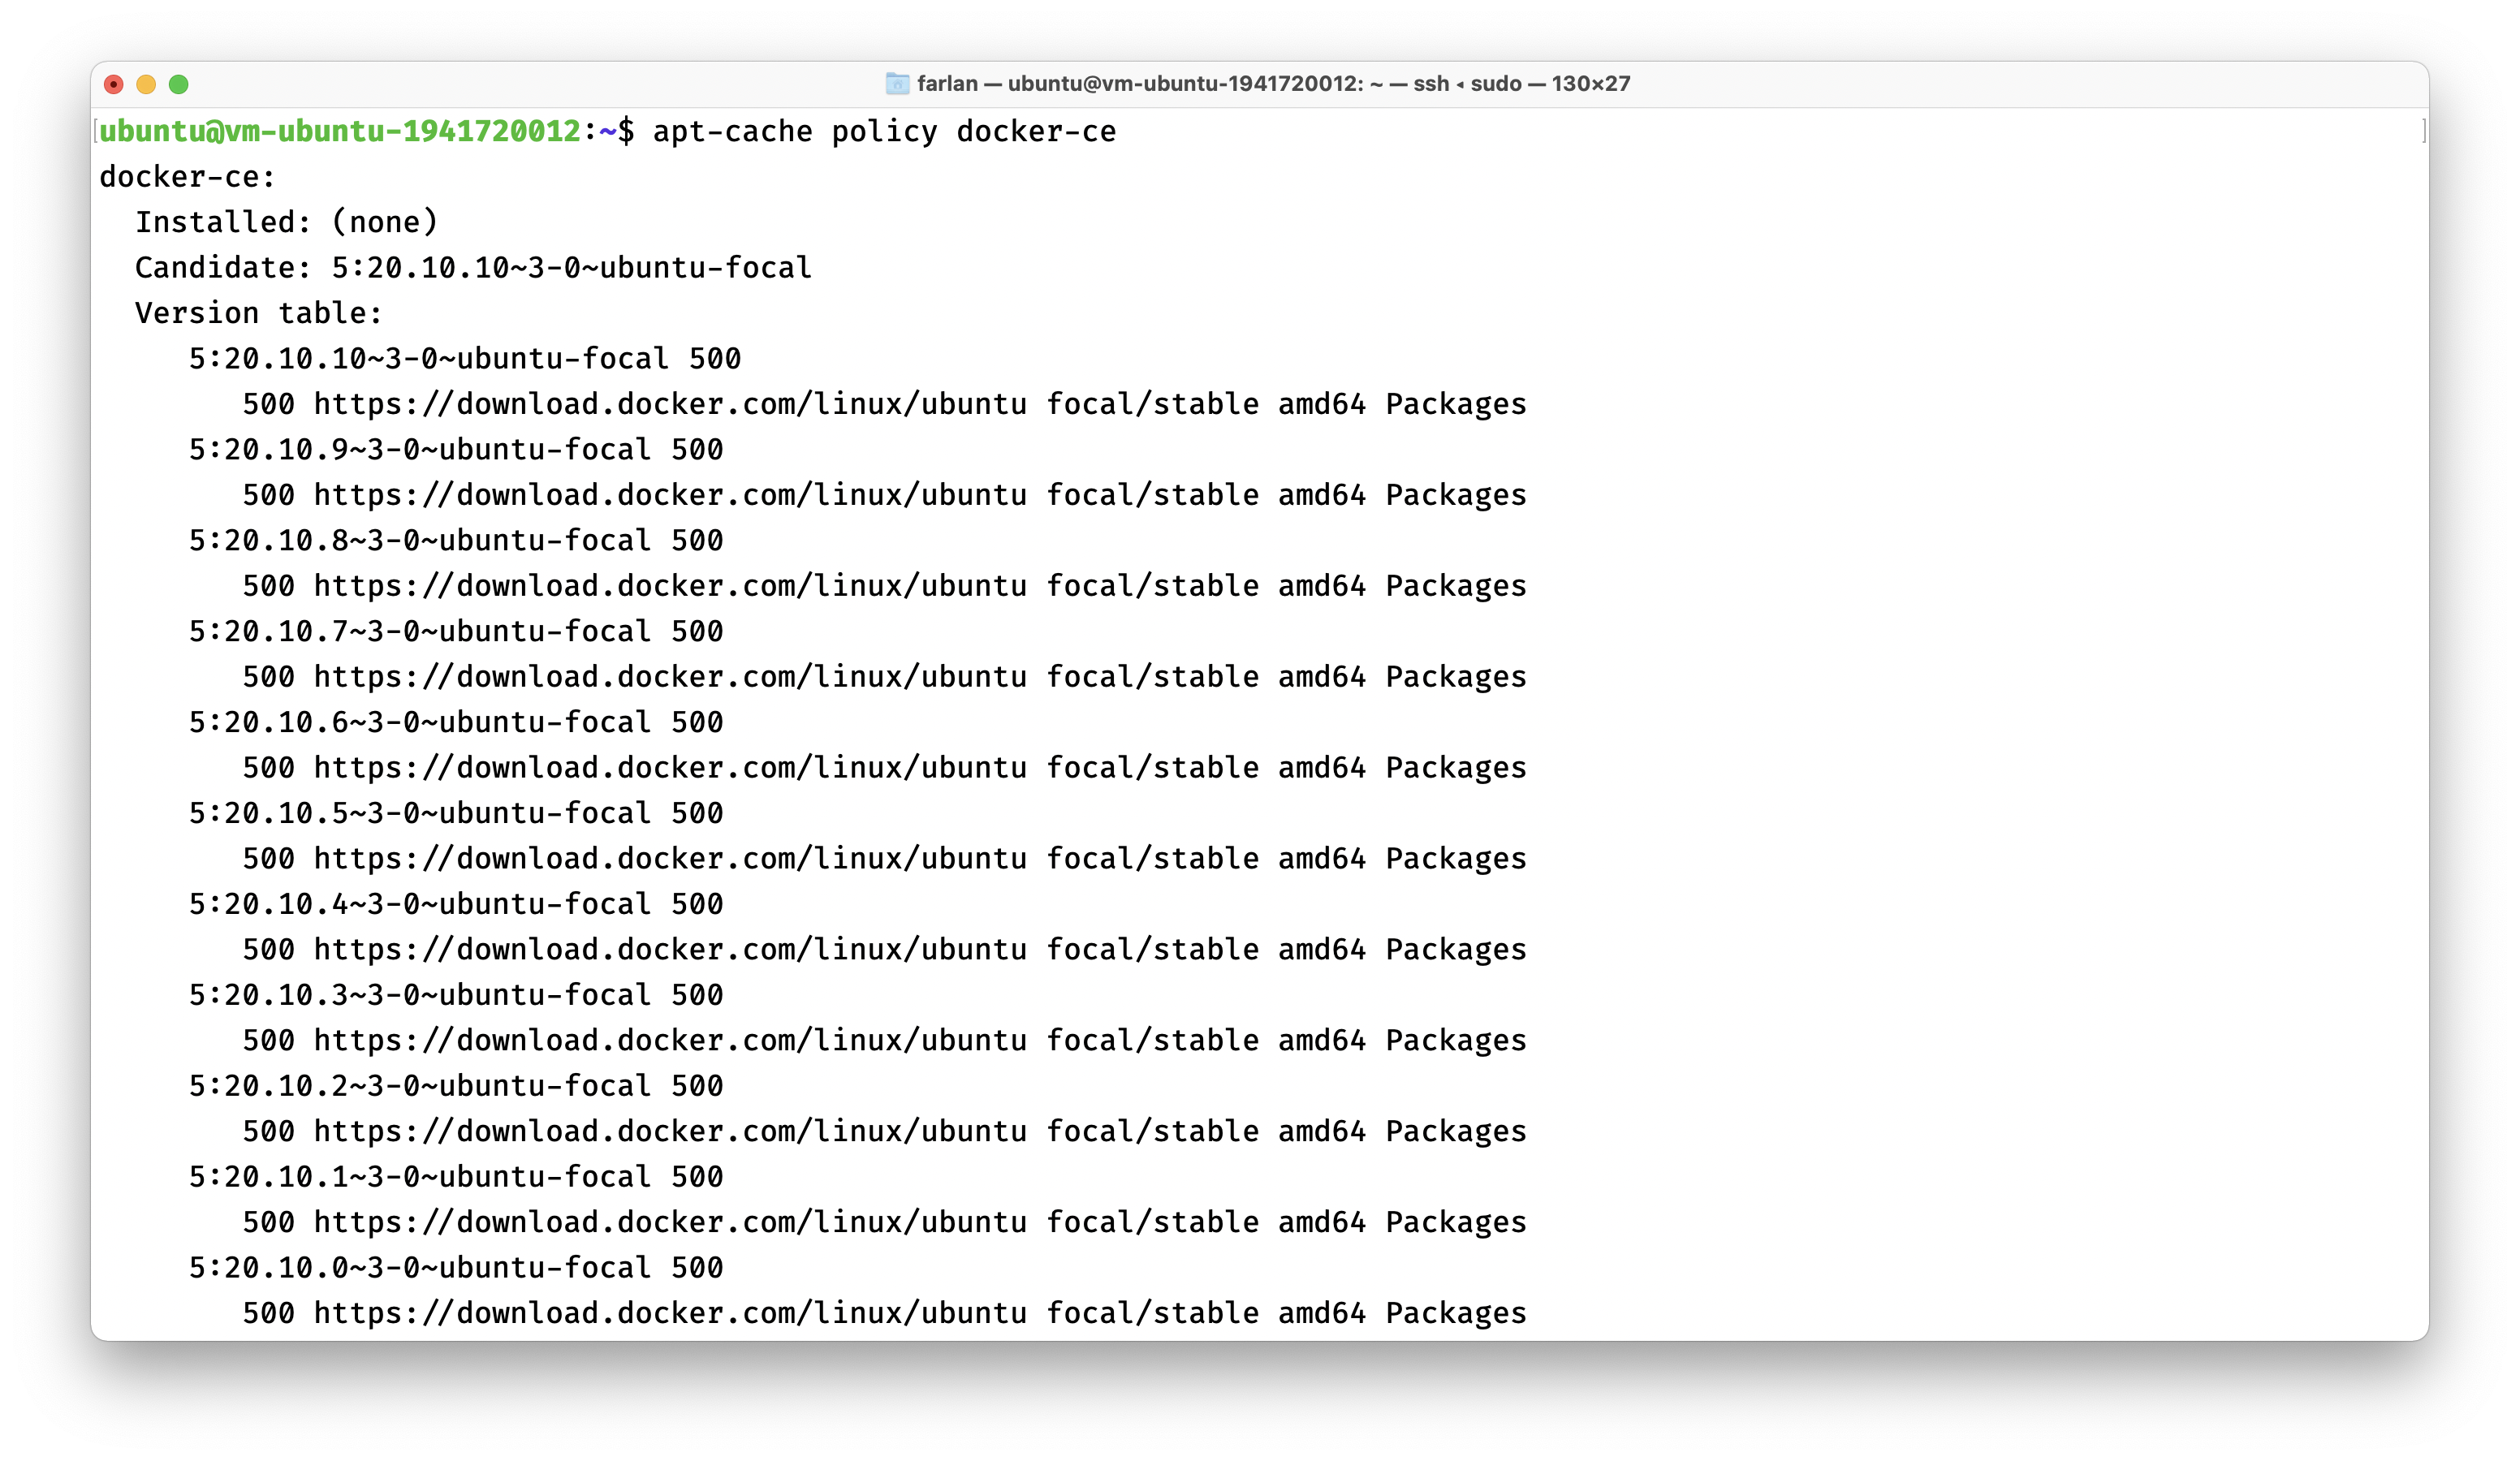 farlan — ubuntu@vm-ubuntu-1941720012: ~ — ssh ◂ sudo — 130×27
[ubuntu@vm-ubuntu-1941720012:~$ apt-cache policy docker-ce ]
docker-ce:
  Installed: (none)
  Candidate: 5:20.10.10~3-0~ubuntu-focal
  Version table:
     5:20.10.10~3-0~ubuntu-focal 500
        500 https://download.docker.com/linux/ubuntu focal/stable amd64 Packages
     5:20.10.9~3-0~ubuntu-focal 500
        500 https://download.docker.com/linux/ubuntu focal/stable amd64 Packages
     5:20.10.8~3-0~ubuntu-focal 500
        500 https://download.docker.com/linux/ubuntu focal/stable amd64 Packages
     5:20.10.7~3-0~ubuntu-focal 500
        500 https://download.docker.com/linux/ubuntu focal/stable amd64 Packages
     5:20.10.6~3-0~ubuntu-focal 500
        500 https://download.docker.com/linux/ubuntu focal/stable amd64 Packages
     5:20.10.5~3-0~ubuntu-focal 500
        500 https://download.docker.com/linux/ubuntu focal/stable amd64 Packages
     5:20.10.4~3-0~ubuntu-focal 500
        500 https://download.docker.com/linux/ubuntu focal/stable amd64 Packages
     5:20.10.3~3-0~ubuntu-focal 500
        500 https://download.docker.com/linux/ubuntu focal/stable amd64 Packages
     5:20.10.2~3-0~ubuntu-focal 500
        500 https://download.docker.com/linux/ubuntu focal/stable amd64 Packages
     5:20.10.1~3-0~ubuntu-focal 500
        500 https://download.docker.com/linux/ubuntu focal/stable amd64 Packages
     5:20.10.0~3-0~ubuntu-focal 500
        500 https://download.docker.com/linux/ubuntu focal/stable amd64 Packages